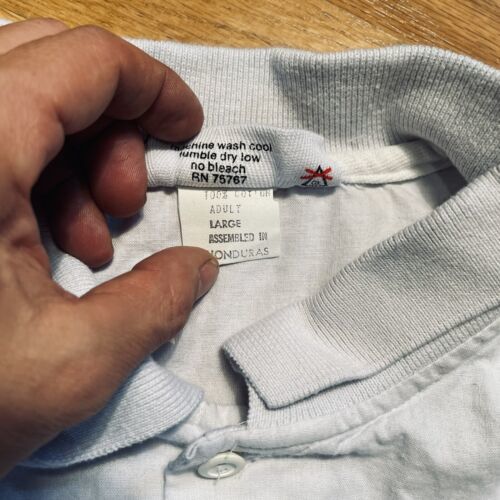 machine wash cool
tumble dry low
no bleach
RN 75767
100% COTTON
ADULT
LARGE
ASSEMBLED IN
HONDURAS